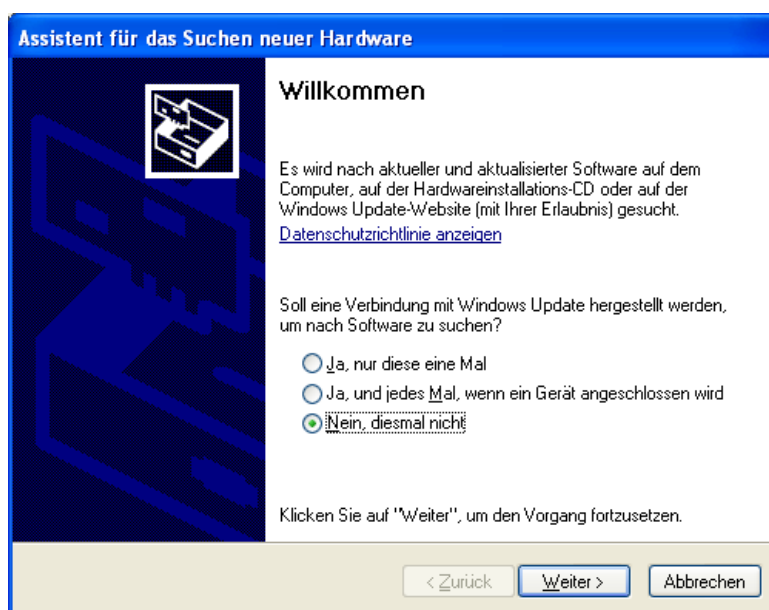 Assistent für das Suchen neuer Hardware
Willkommen
Es wird nach aktueller und aktualisierter Software auf dem
Computer, auf der Hardwareinstallations-CD oder auf der
Windows Update-Website (mit Ihrer Erlaubnis) gesucht.
Datenschutzrichtlinie anzeigen
Soll eine Verbindung mit Windows Update hergestellt werden,
um nach Software zu suchen?
Ja, nur diese eine Mal
Ja, und jedes Mal, wenn ein Gerät angeschlossen wird
Nein, diesmal nicht
Klicken Sie auf "Weiter", um den Vorgang fortzusetzen.
< Zurück Weiter > Abbrechen